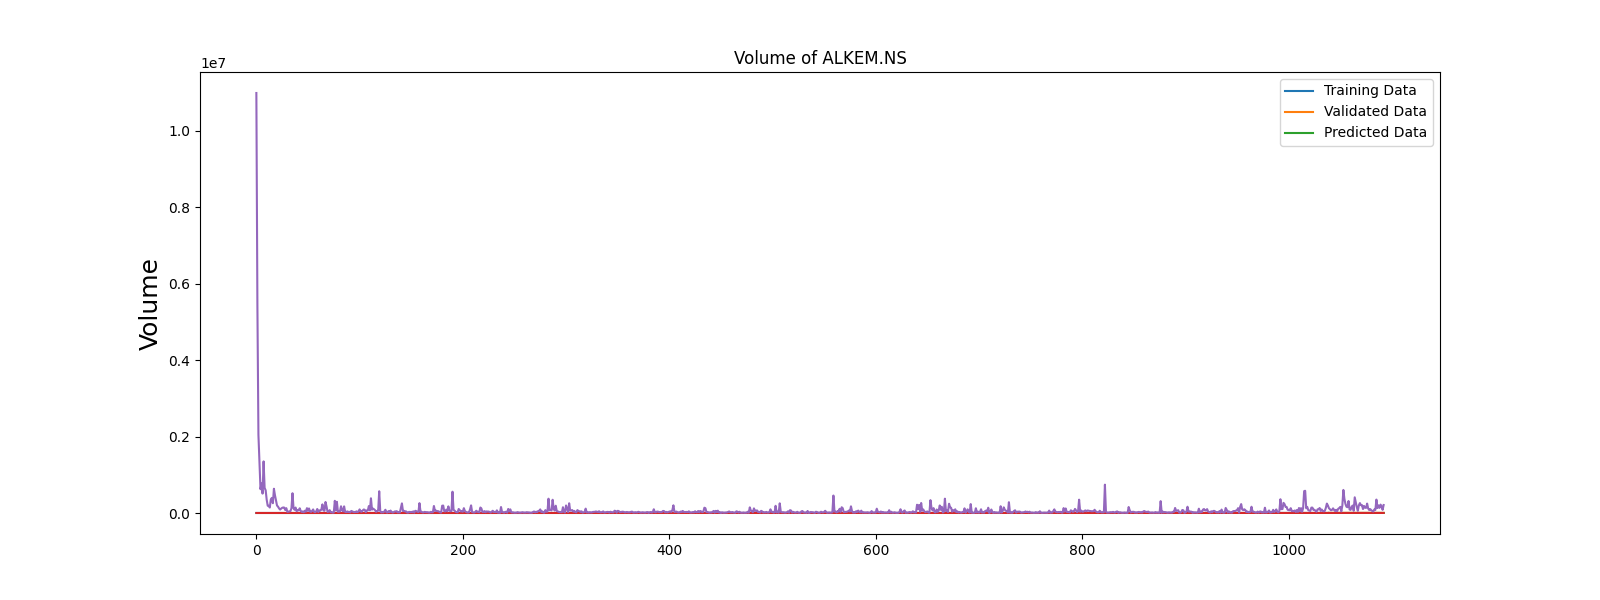 Volume of ALKEM.NS
1e7
Training Data
Validated Data
Predicted Data
1.0
0.8
0.6
0.4
0.2
0.0
Volume
0 200 400 600 800 1000